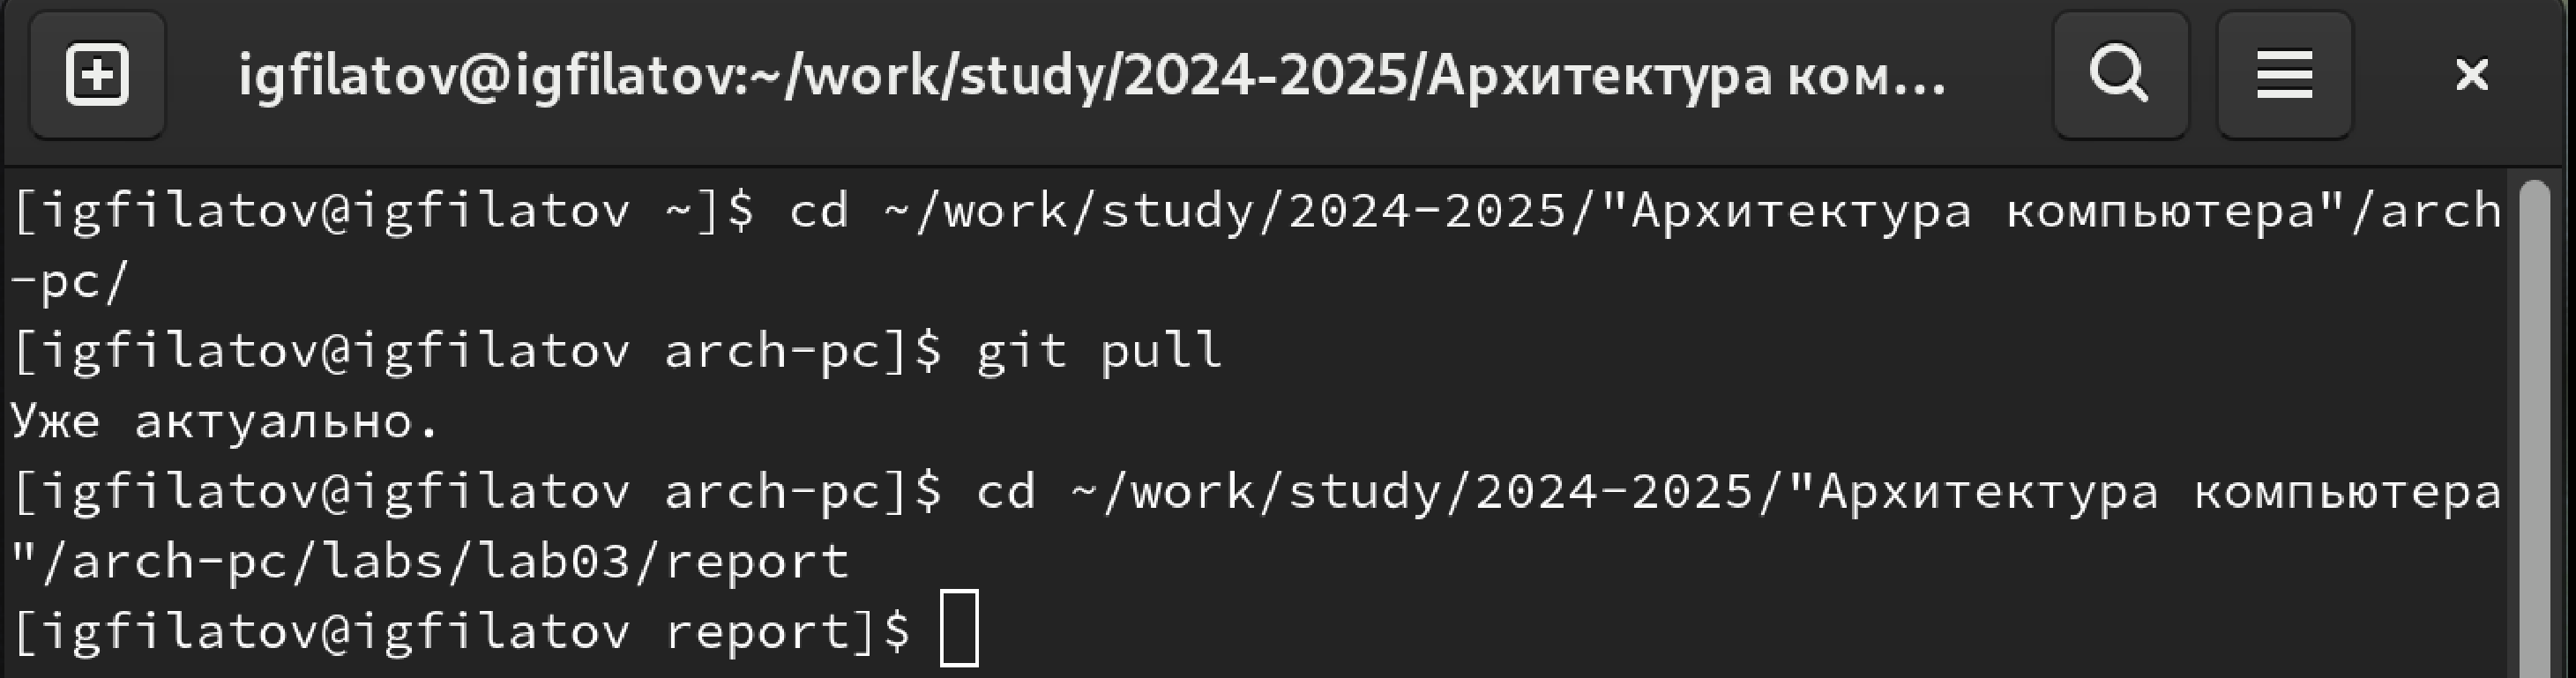 igfilatov@igfilatov:~/work/study/2024-2025/Архитектура ком...
[igfilatov@igfilatov ~]$ cd ~/work/study/2024-2025/"Архитектура компьютера"/arch
-pc/
[igfilatov@igfilatov arch-pc]$ git pull
Уже актуально.
[igfilatov@igfilatov arch-pc]$ cd ~/work/study/2024-2025/"Архитектура компьютера
"/arch-pc/labs/lab03/report
[igfilatov@igfilatov report]$